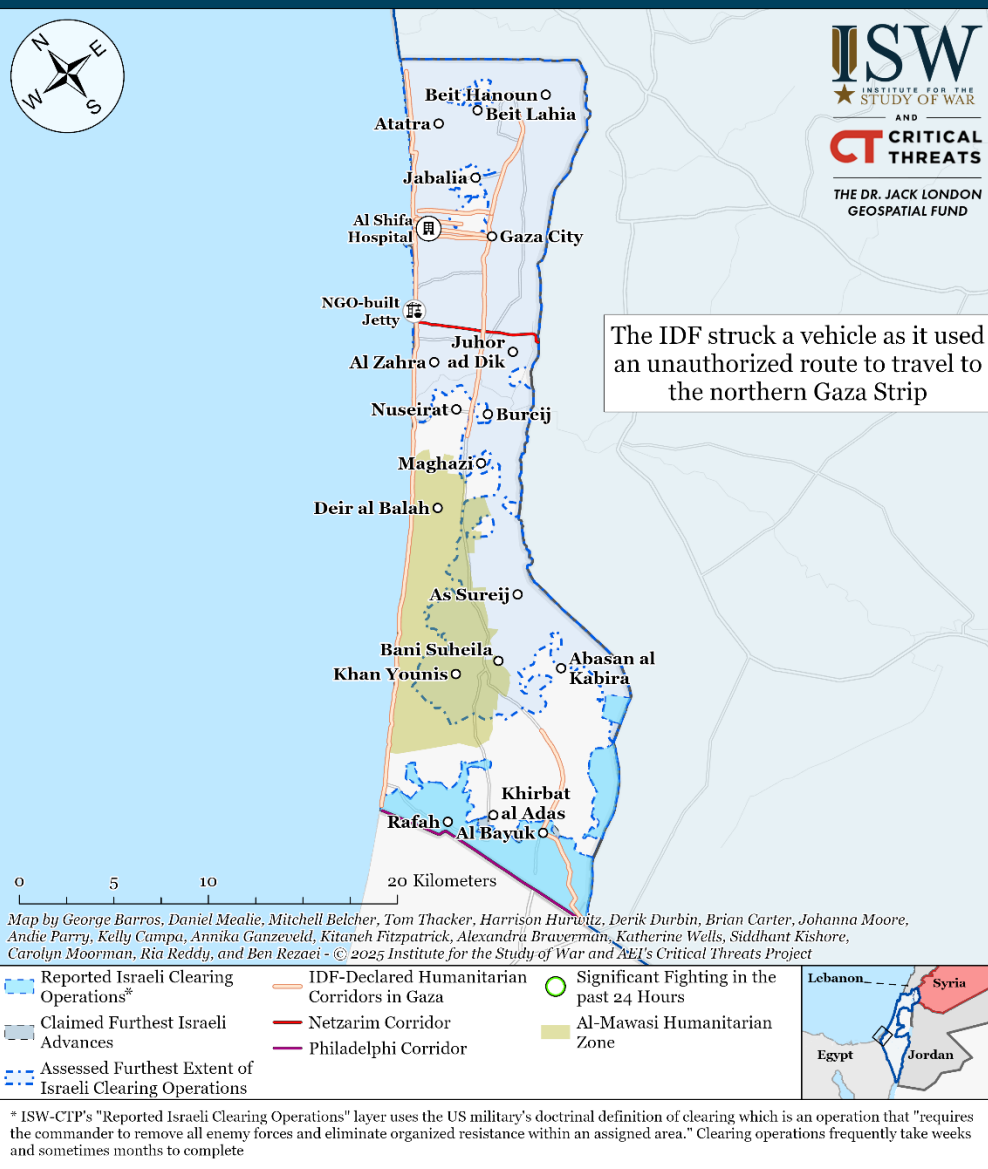 N
E
W
S
ISW
INSTITUTE FOR THE
STUDY OF WAR
AND
CT CRITICAL
THREATS
THE DR. JACK LONDON
GEOSPATIAL FUND
Beit Hanoun
Beit Lahia
Atatra
Jabalia
Al Shifa
Hospital
Gaza City
NGO-built
Jetty
The IDF struck a vehicle as it used
an unauthorized route to travel to
the northern Gaza Strip
Juhor
ad Dik
Al Zahra
Nuseirat
Bureij
Maghazi
Deir al Balah
As Sureij
Bani Suheila
Abasan al
Kabira
Khan Younis
Khirbat
al Adas
Rafah
Al Bayuk
0 5 10 20 Kilometers
Map by George Barros, Daniel Mealie, Mitchell Belcher, Tom Thacker, Harrison Hurwitz, Derik Durbin, Brian Carter, Johanna Moore,
Andie Parry, Kelly Campa, Annika Ganzeveld, Kitaneh Fitzpatrick, Alexandra Braverman, Katherine Wells, Siddhant Kishore,
Carolyn Moorman, Ria Reddy, and Ben Rezaei - © 2025 Institute for the Study of War and AEI's Critical Threats Project
Reported Israeli Clearing
Operations*
Claimed Furthest Israeli
Advances
Assessed Furthest Extent of
Israeli Clearing Operations
IDF-Declared Humanitarian
Corridors in Gaza
Netzarim Corridor
Philadelphi Corridor
Significant Fighting in the
past 24 Hours
Al-Mawasi Humanitarian
Zone
Lebanon
Syria
Egypt
Jordan
* ISW-CTP's "Reported Israeli Clearing Operations" layer uses the US military's doctrinal definition of clearing which is an operation that "requires
the commander to remove all enemy forces and eliminate organized resistance within an assigned area." Clearing operations frequently take weeks
and sometimes months to complete